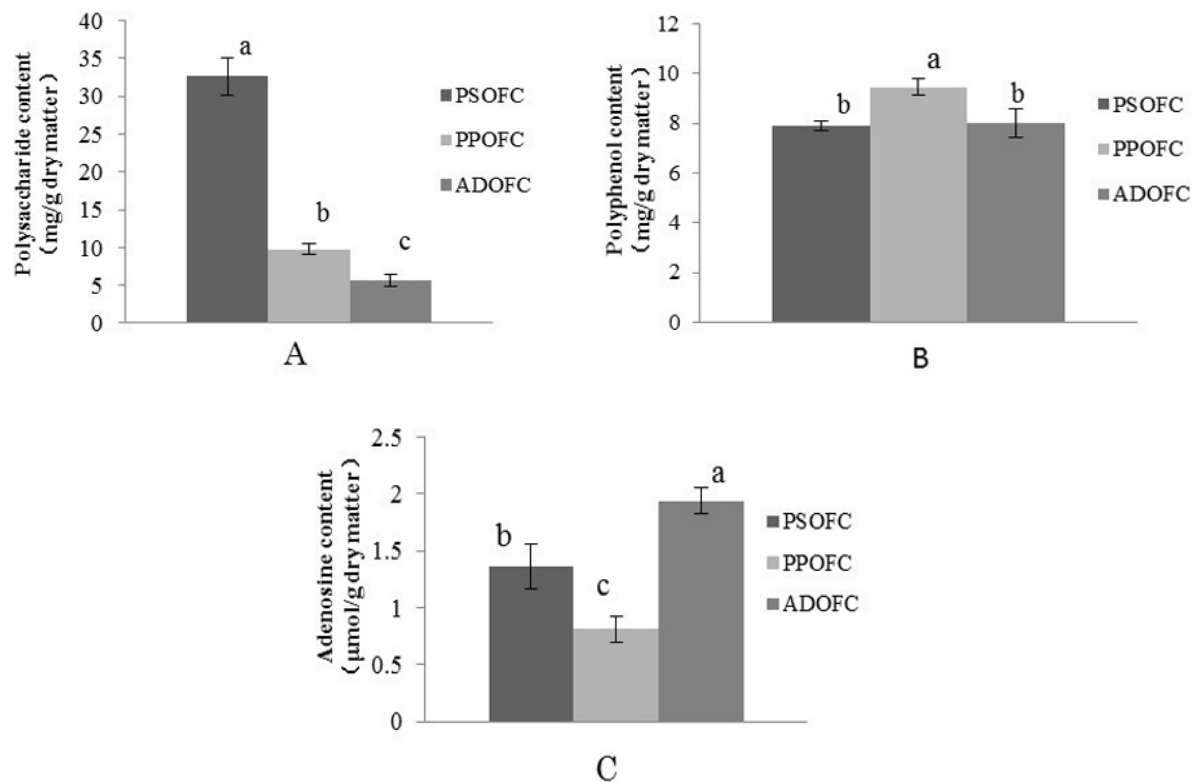 Polysaccharide content
(mg/g dry matter)
40
35
30
25
20
15
10
5
0
a
b
c
PSOFC
PPOFC
ADOFC
A
Polyphenol content
(mg/g dry matter)
12
10
8
6
4
2
0
b
a
b
PSOFC
PPOFC
ADOFC
B
Adenosine content
(μmol/g dry matter)
2.5
2
1.5
1
0.5
0
b
c
a
PSOFC
PPOFC
ADOFC
C